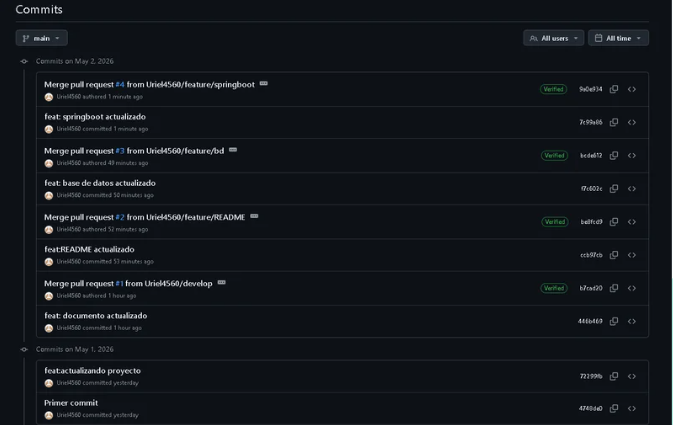 Commits
main
All users
All time
Commits on May 2, 2026
Merge pull request #4 from Uriel4560/feature/springboot
Verified
9a0e934
Uriel4560 authored 1 minute ago
feat: springboot actualizado
7c99a86
Uriel4560 committed 1 minute ago
Merge pull request #3 from Uriel4560/feature/bd
Verified
bcde812
Uriel4560 authored 49 minutes ago
feat: base de datos actualizado
f7c602c
Uriel4560 committed 50 minutes ago
Merge pull request #2 from Uriel4560/feature/README
Verified
be8fcd9
Uriel4560 authored 52 minutes ago
feat:README actualizado
ccb97cb
Uriel4560 committed 53 minutes ago
Merge pull request #1 from Uriel4560/develop
Verified
b7cad20
Uriel4560 authored 1 hour ago
feat: documento actualizado
446b469
Uriel4560 committed 1 hour ago
Commits on May 1, 2026
feat:actualizando proyecto
Uriel4560 committed yesterday
Primer commit
4748de0
Uriel4560 committed yesterday